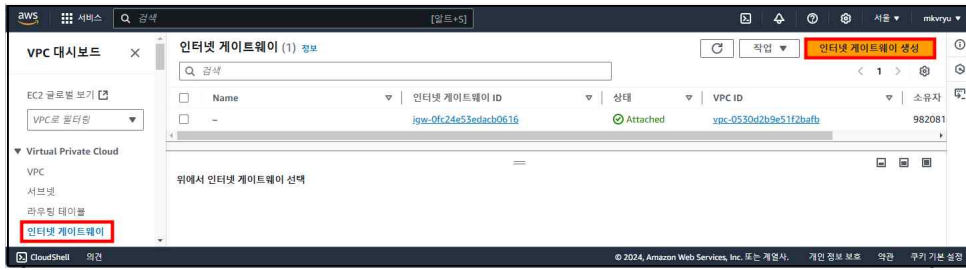 aws 서비스 검색 [알트+S] 서울 ▼ mkvryu ▼
VPC 대시보드 ×
인터넷 게이트웨이 (1) 정보 작업 ▼ 인터넷 게이트웨이 생성
검색
< 1 >
EC2 글로벌 보기
Name 인터넷 게이트웨이 ID 상태 VPC ID 소유자
VPC로 필터링 ▼
– igw-0fc24e53edacb0616 Attached vpc-0530d2b9e51f2bafb 982081
▼ Virtual Private Cloud
VPC
위에서 인터넷 게이트웨이 선택
서브넷
라우팅 테이블
인터넷 게이트웨이
CloudShell 의견 © 2024, Amazon Web Services, Inc. 또는 계열사. 개인 정보 보호 약관 쿠키 기본 설정